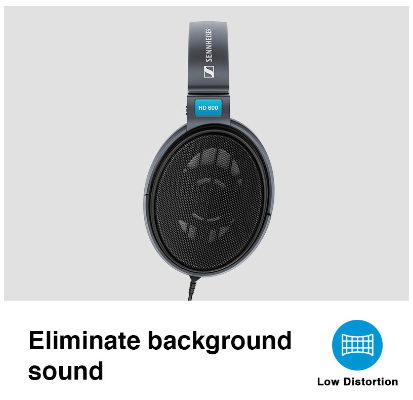 SENNHEISER
HD 600
Eliminate background
sound
Low Distortion